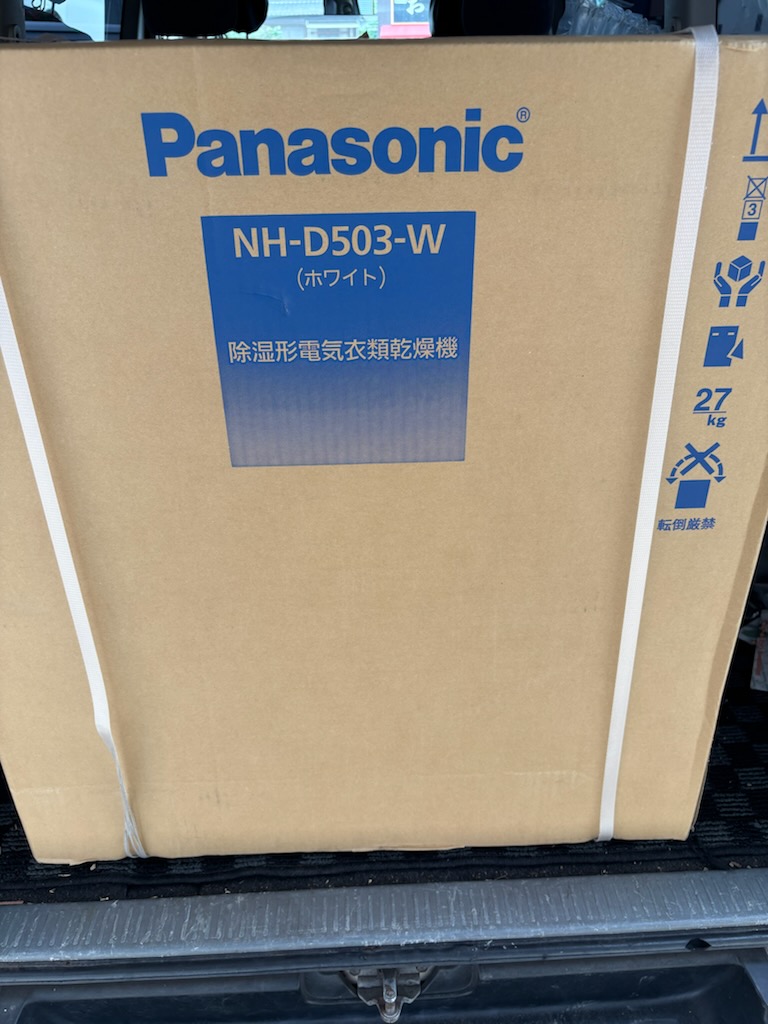 Panasonic®
NH-D503-W
(ホワイト)
除湿形電気衣類乾燥機
3
27
kg
転倒厳禁